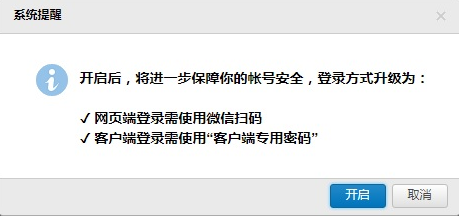 系统提醒
开启后，将进一步保障你的帐号安全，登录方式升级为：
✓ 网页端登录需使用微信扫码
✓ 客户端登录需使用“客户端专用密码”
开启 取消